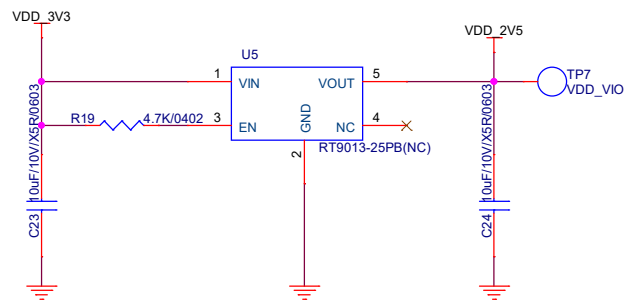 VDD_3V3
U5
VDD_2V5
1
VIN
VOUT
5
TP7
VDD_VIO
R19
4.7K/0402
3
EN
GND
NC
4
2
RT9013-25PB(NC)
10uF/10V/X5R/0603
C23
10uF/10V/X5R/0603
C24